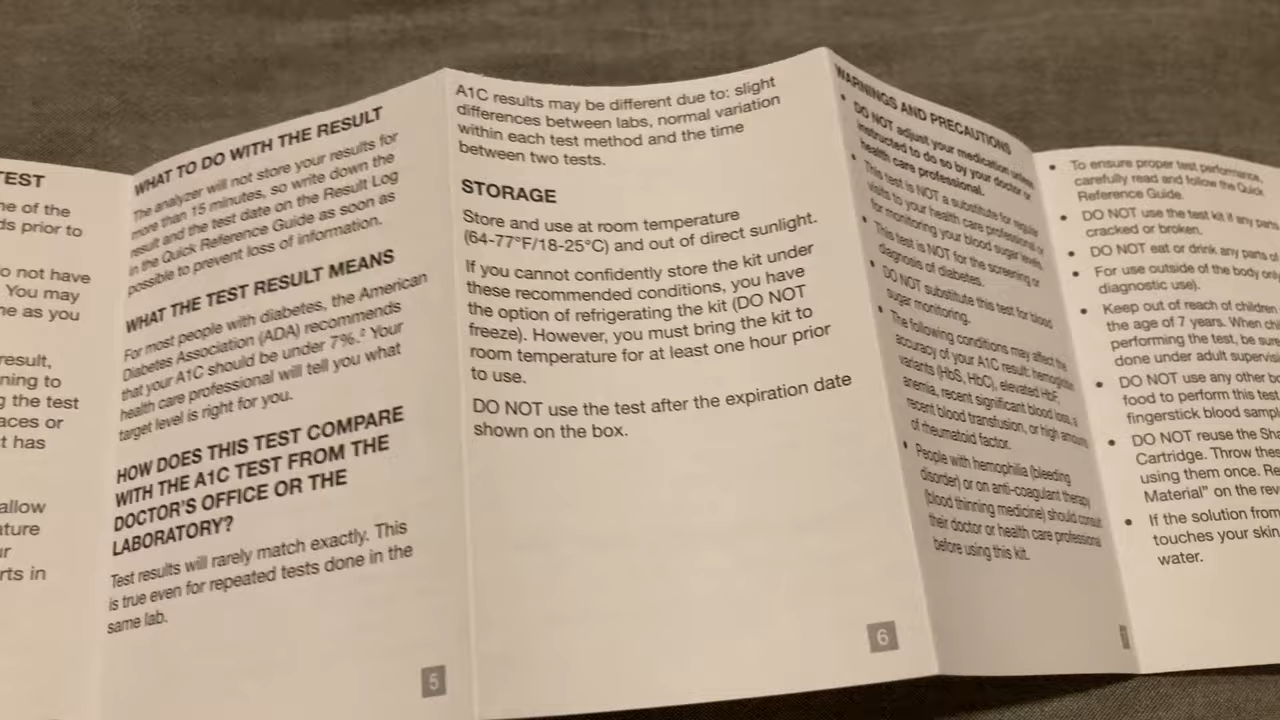 TEST
ne of the
ds prior to
o not have
You may
ne as you
result,
ning to
g the test
aces or
t has
allow
ature
ur
rts in
WHAT TO DO WITH THE RESULT
The analyzer will not store your results for
more than 15 minutes, so write down the
result and the test date on the Result Log
in the Quick Reference Guide as soon as
possible to prevent loss of information.
WHAT THE TEST RESULT MEANS
For most people with diabetes, the American
Diabetes Association (ADA) recommends
that your A1C should be under 7%.² Your
health care professional will tell you what
target level is right for you.
HOW DOES THIS TEST COMPARE
WITH THE A1C TEST FROM THE
DOCTOR'S OFFICE OR THE
LABORATORY?
Test results will rarely match exactly. This
is true even for repeated tests done in the
same lab.
5
A1C results may be different due to: slight
differences between labs, normal variation
within each test method and the time
between two tests.
STORAGE
Store and use at room temperature
(64-77°F/18-25°C) and out of direct sunlight.
If you cannot confidently store the kit under
these recommended conditions, you have
the option of refrigerating the kit (DO NOT
freeze). However, you must bring the kit to
room temperature for at least one hour prior
to use.
DO NOT use the test after the expiration date
shown on the box.
6
WARNINGS AND PRECAUTIONS
• DO NOT adjust your medication unless
instructed to do so by your doctor or
health care professional.
• This test is NOT a substitute for regular
visits to your health care professional or
for monitoring your blood sugar levels.
• This test is NOT for the screening or
diagnosis of diabetes.
• DO NOT substitute this test for blood
sugar monitoring.
• The following conditions may affect the
accuracy of your A1C result: hemoglobin
variants (HbS, HbC), elevated HbF,
anemia, recent significant blood loss, a
recent blood transfusion, or high amounts
of rheumatoid factor.
• People with hemophilia (bleeding
disorder) or on anti-coagulant therapy
(blood thinning medicine) should consult
their doctor or health care professional
before using this kit.
• To ensure proper test performance,
carefully read and follow the Quick
Reference Guide.
• DO NOT use the test kit if any parts
cracked or broken.
• DO NOT eat or drink any parts of
• For use outside of the body only
diagnostic use).
• Keep out of reach of children
the age of 7 years. When ch
performing the test, be sure
done under adult supervis
• DO NOT use any other bo
food to perform this test
fingerstick blood sampl
• DO NOT reuse the Sha
Cartridge. Throw thes
using them once. Re
Material" on the rev
• If the solution from
touches your skin
water.